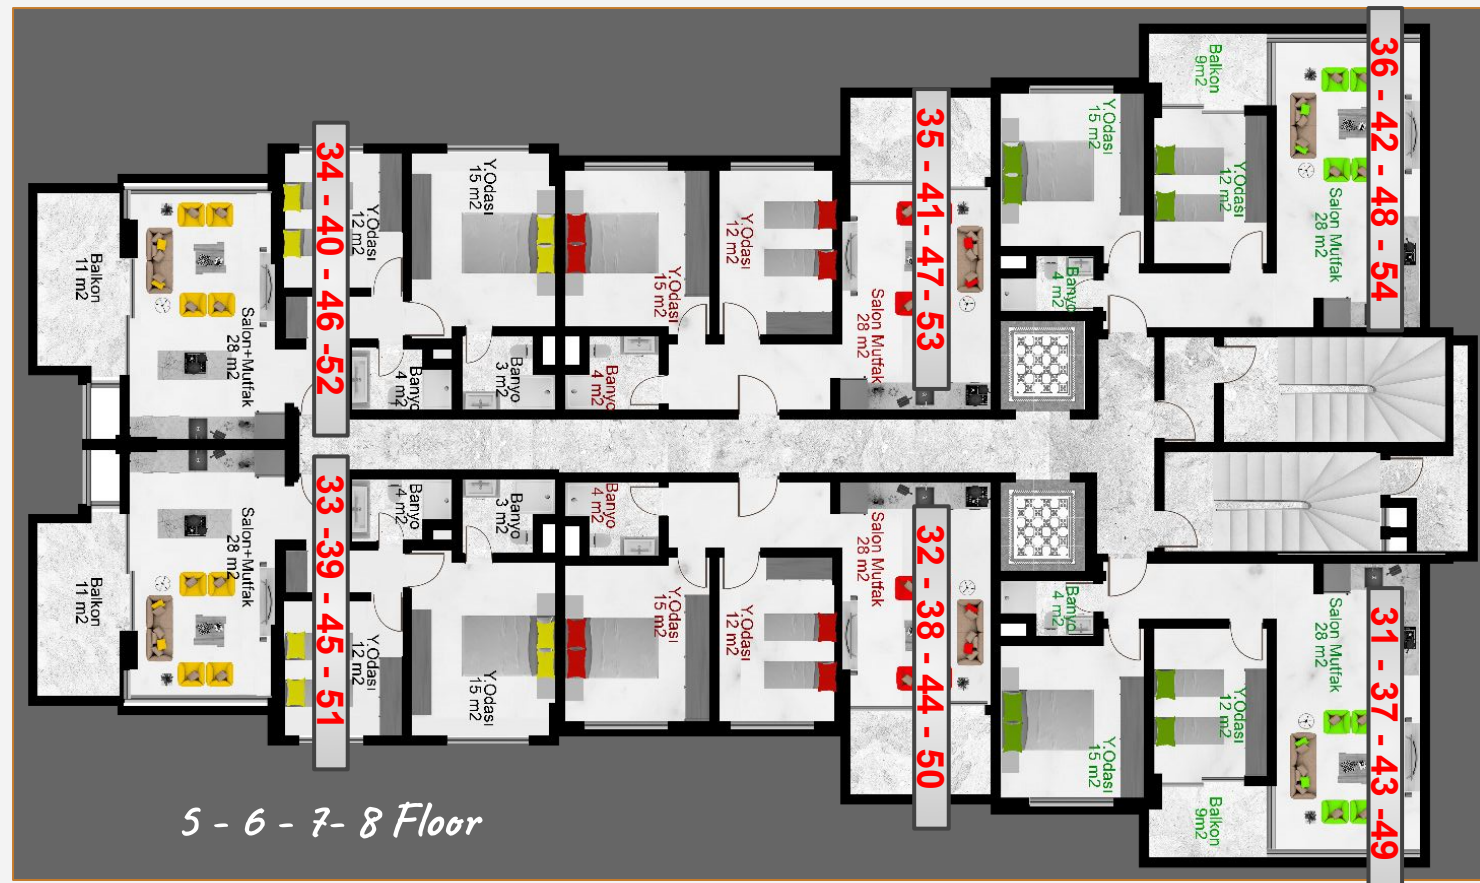 36 - 42 - 48 - 54
Balkon
9m2
Y.Odası
15 m2
Y.Odası
12 m2
Salon Mutfak
28 m2
Banyo
4 m2
35 - 41- 47- 53
Y.Odası
15 m2
Y.Odası
12 m2
Salon Mutfak
28 m2
Banyo
4 m2
34 - 40 - 46 -52
Y.Odası
12 m2
Y.Odası
15 m2
Balkon
11 m2
Salon+Mutfak
28 m2
Banyo
4 m2
Banyo
3 m2
33 -39 - 45 - 51
Banyo
4 m2
Banyo
3 m2
Salon+Mutfak
28 m2
Balkon
11 m2
Y.Odası
12 m2
Y.Odası
15 m2
32 - 38 - 44 - 50
Banyo
4 m2
Salon Mutfak
28 m2
Y.Odası
15 m2
Y.Odası
12 m2
31 - 37 - 43 -49
Banyo
4 m2
Salon Mutfak
28 m2
Y.Odası
15 m2
Y.Odası
12 m2
Balkon
9m2
5 - 6 - 7- 8 Floor